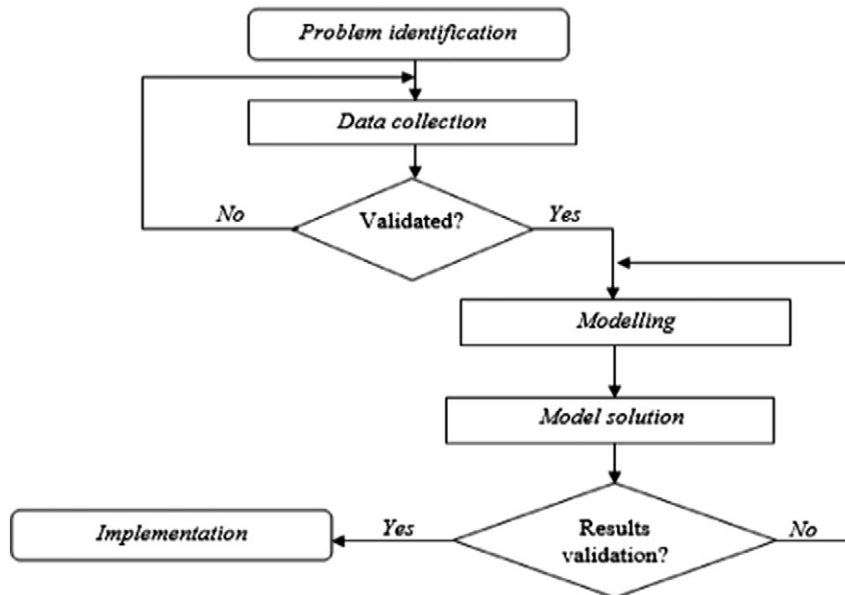 Problem identification
Data collection
Validated?
No
Yes
Modelling
Model solution
Results
validation?
Yes
No
Implementation